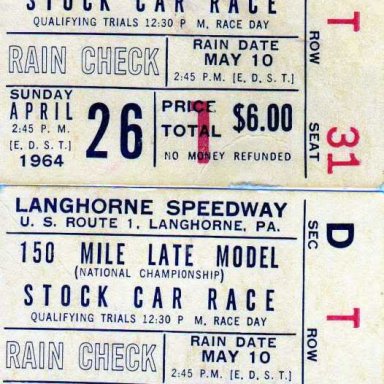 STOCK CAR RACE
QUALIFYING TRIALS 12:30 P M, RACE DAY
RAIN CHECK
RAIN DATE
MAY 10
2:45 P.M. [E. D. S. T.]
SUNDAY
APRIL
2:45 P. M.
[E. D. S. T.]
1964
26
PRICE
TOTAL
1
$6.00
NO MONEY REFUNDED
T
ROW
SEAT
31
LANGHORNE SPEEDWAY
U. S. ROUTE 1, LANGHORNE, PA.
150 MILE LATE MODEL
(NATIONAL CHAMPIONSHIP)
STOCK CAR RACE
QUALIFYING TRIALS 12:30 P M, RACE DAY
RAIN CHECK
RAIN DATE
MAY 10
2:45 P.M. [E. D. S. T.]
SEC
D
T
ROW